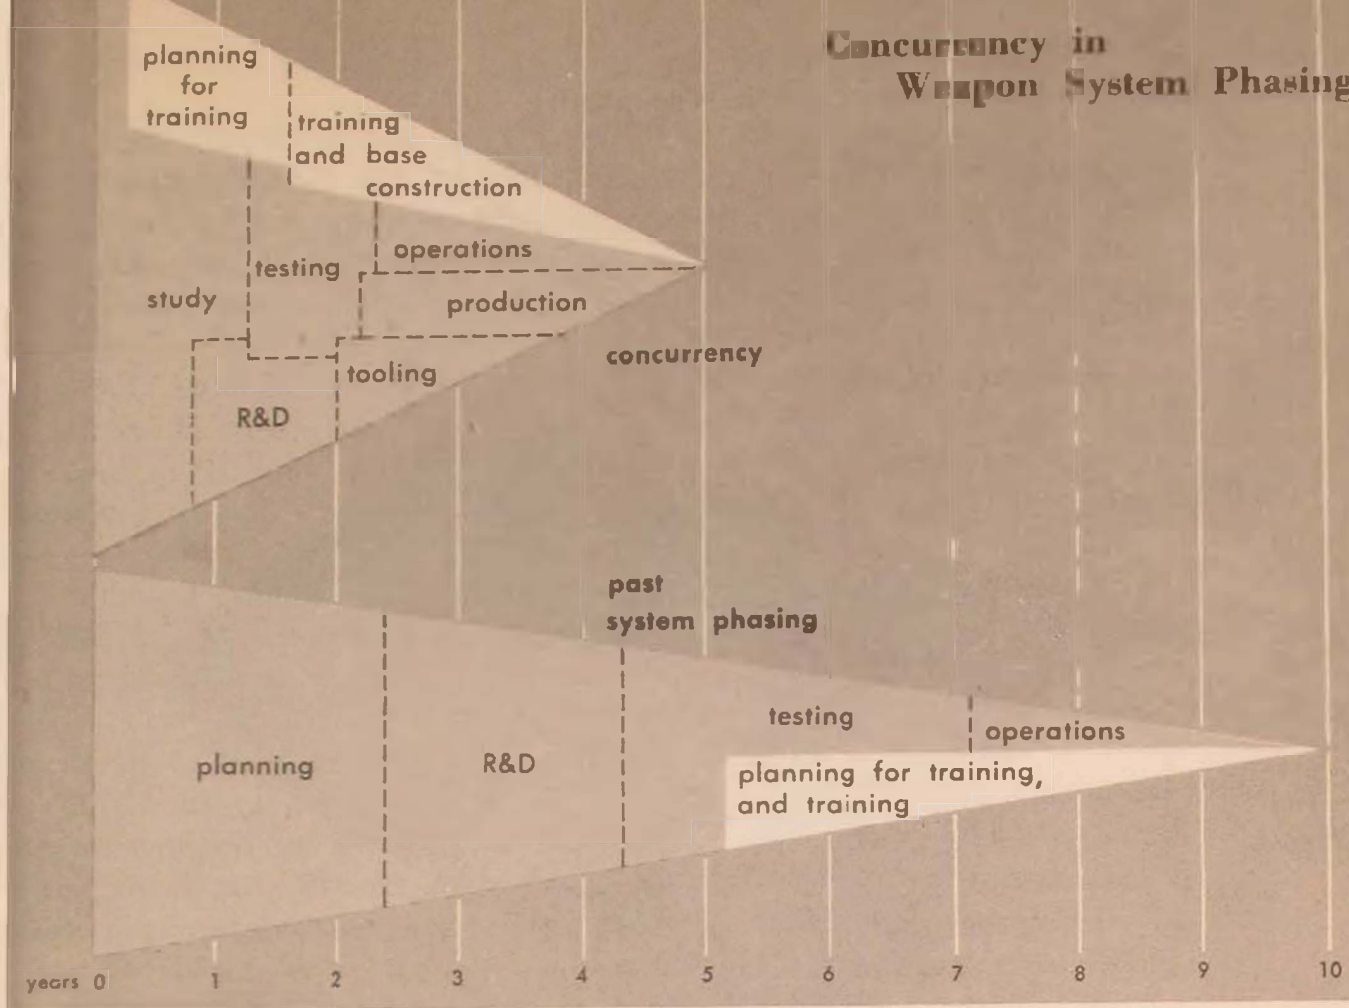 Concurrency in
Weapon System Phasing
planning
for
training
training
and base
construction
operations
testing
study
production
concurrency
tooling
R&D
past
system phasing
testing
operations
planning
R&D
planning for training,
and training
years 0 1 2 3 4 5 6 7 8 9 10